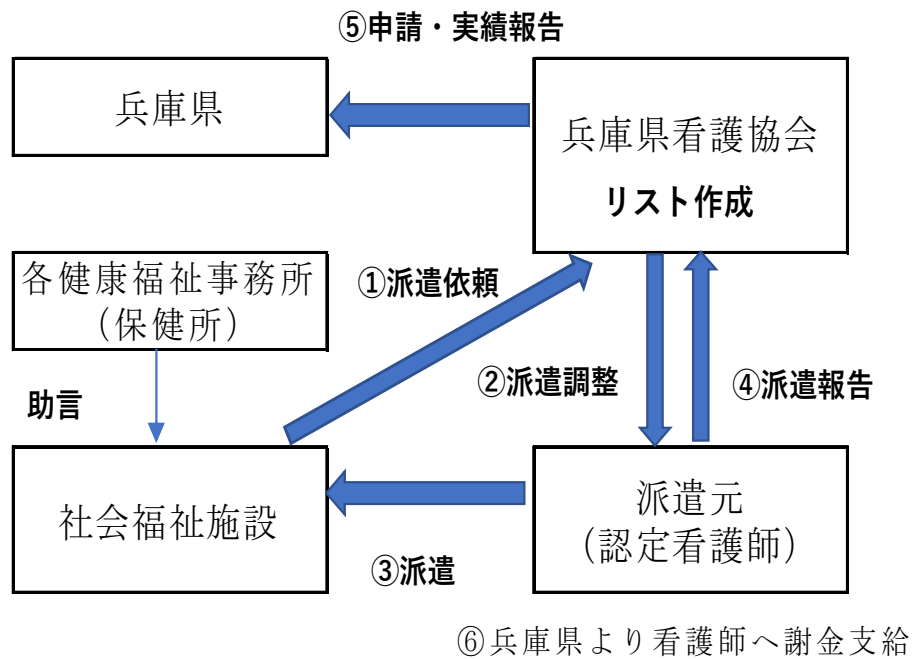 ⑤申請・実績報告
兵庫県
兵庫県看護協会
リスト作成
各健康福祉事務所
（保健所）
①派遣依頼
②派遣調整
④派遣報告
助言
社会福祉施設
派遣元
（認定看護師）
③派遣
⑥兵庫県より看護師へ謝金支給